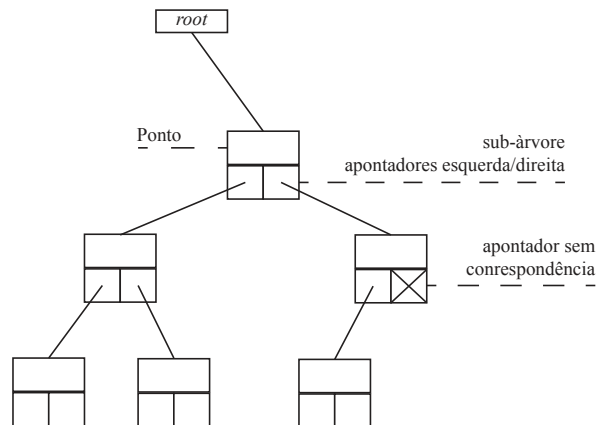 root
Ponto
sub-àrvore
apontadores esquerda/direita
apontador sem
conrespondência